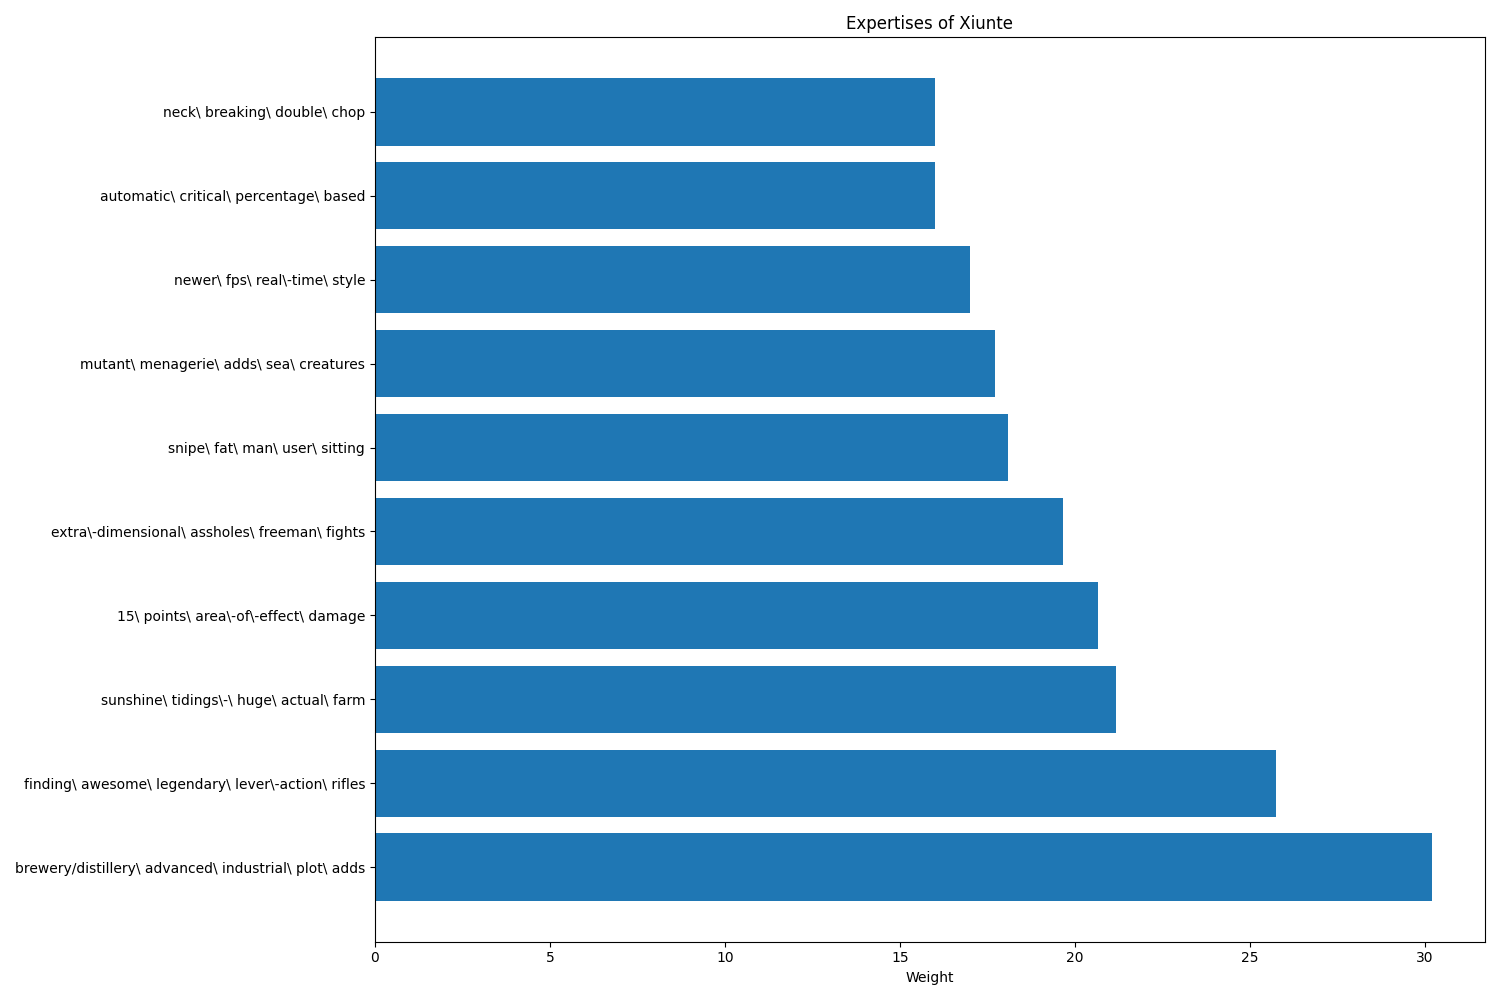 Expertises of Xiunte
neck\ breaking\ double\ chop
automatic\ critical\ percentage\ based
newer\ fps\ real\-time\ style
mutant\ menagerie\ adds\ sea\ creatures
snipe\ fat\ man\ user\ sitting
extra\-dimensional\ assholes\ freeman\ fights
15\ points\ area\-of\-effect\ damage
sunshine\ tidings\-\ huge\ actual\ farm
finding\ awesome\ legendary\ lever\-action\ rifles
brewery/distillery\ advanced\ industrial\ plot\ adds
0 5 10 15 20 25 30
Weight